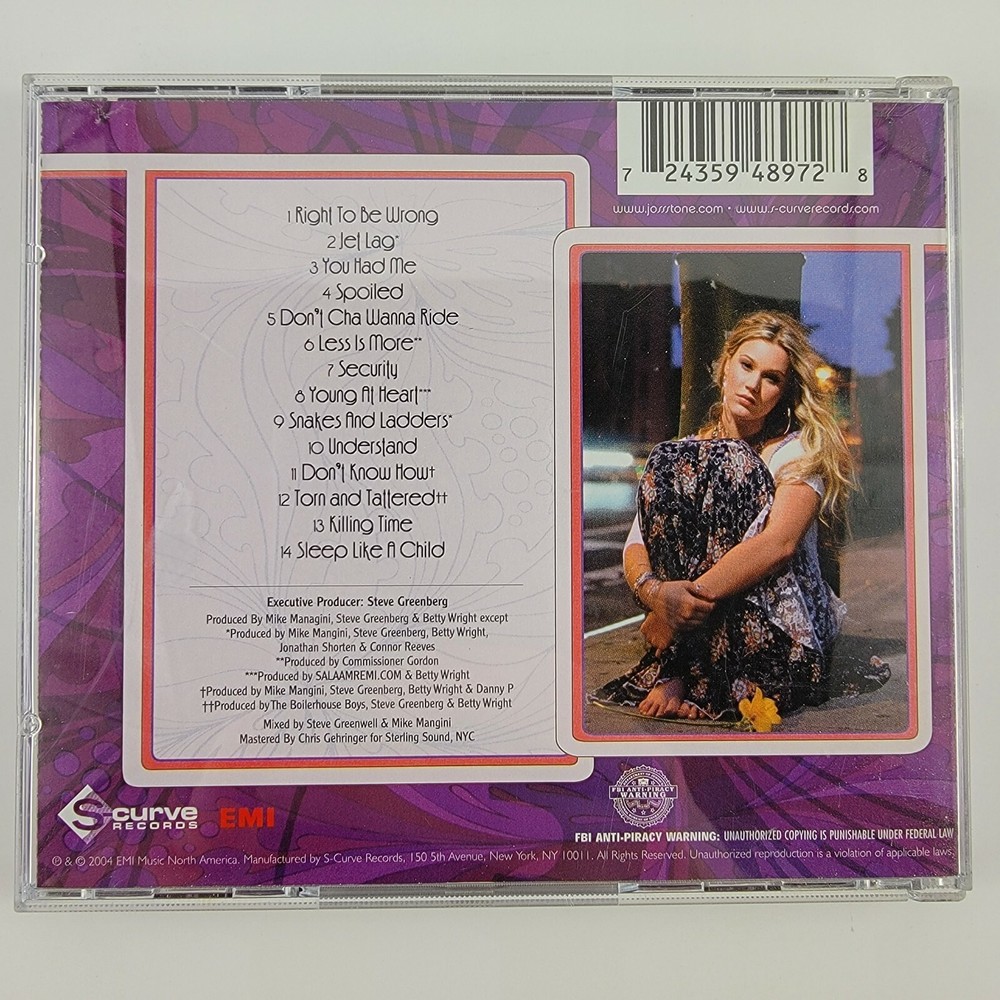 7 24359 48972 8
www.jossstone.com • www.s-curverecords.com
1 Right To Be Wrong
2 Jet Lag*
3 You Had Me
4 Spoiled
5 Don't Cha Wanna Ride
6 Less Is More**
7 Security
8 Young At Heart***
9 Snakes And Ladders*
10 Understand
11 Don't Know How†
12 Torn and Tattered††
13 Killing Time
14 Sleep Like A Child
Executive Producer: Steve Greenberg
Produced By Mike Managini, Steve Greenberg & Betty Wright except
*Produced by Mike Mangini, Steve Greenberg, Betty Wright,
Jonathan Shorten & Connor Reeves
**Produced by Commissioner Gordon
***Produced by SALAAMREMI.COM & Betty Wright
†Produced by Mike Mangini, Steve Greenberg, Betty Wright & Danny P
††Produced by The Boilerhouse Boys, Steve Greenberg & Betty Wright
Mixed by Steve Greenwell & Mike Mangini
Mastered By Chris Gehringer for Sterling Sound, NYC
S-curve
RECORDS
EMI
FBI ANTI-PIRACY
WARNING
FBI ANTI-PIRACY WARNING: UNAUTHORIZED COPYING IS PUNISHABLE UNDER FEDERAL LAW
℗ & © 2004 EMI Music North America. Manufactured by S-Curve Records, 150 5th Avenue, New York, NY 10011. All Rights Reserved. Unauthorized reproduction is a violation of applicable laws.